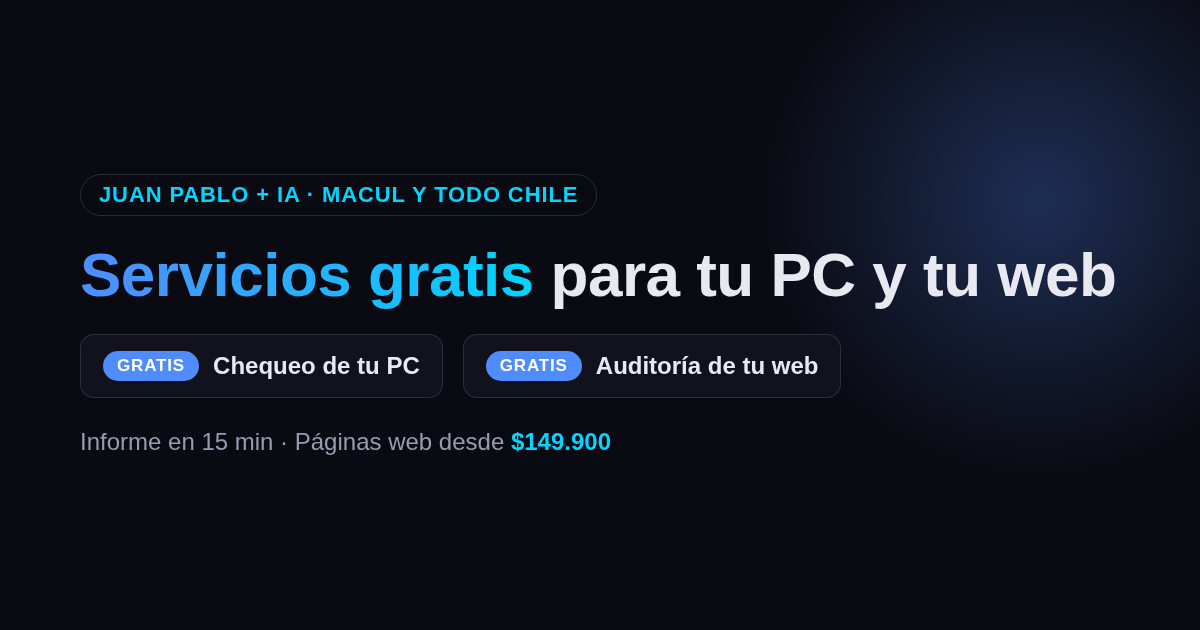 JUAN PABLO + IA · MACUL Y TODO CHILE
Servicios gratis para tu PC y tu web
GRATIS Chequeo de tu PC GRATIS Auditoría de tu web
Informe en 15 min · Páginas web desde $149.900